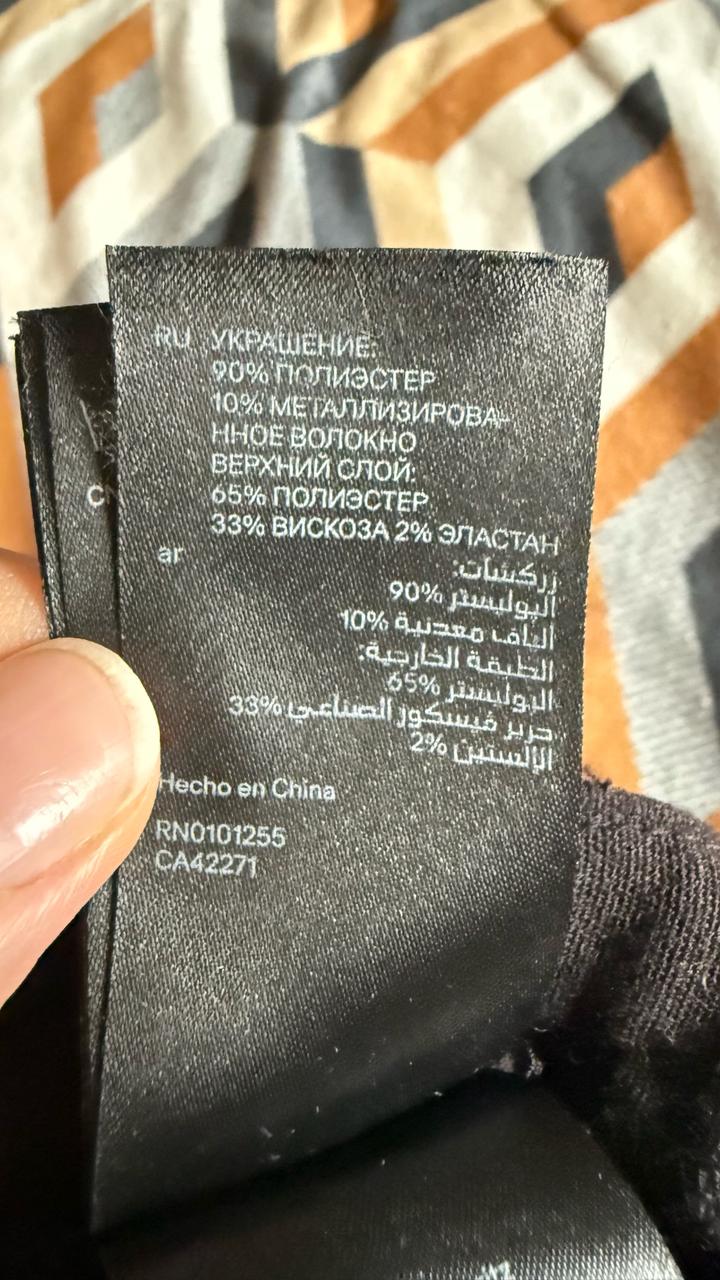 RU УКРАШЕНИЕ:
90% ПОЛИЭСТЕР
10% МЕТАЛЛИЗИРОВА-
ННОЕ ВОЛОКНО
ВЕРХНИЙ СЛОЙ:
65% ПОЛИЭСТЕР
33% ВИСКОЗА 2% ЭЛАСТАН
ar
زركشات:
البوليستر %90
ألياف معدنية %10
الطبقة الخارجية:
البوليستر %65
حرير فيسكوز الصناعي %33
الإلستين %2
Hecho en China
RN0101255
CA42271